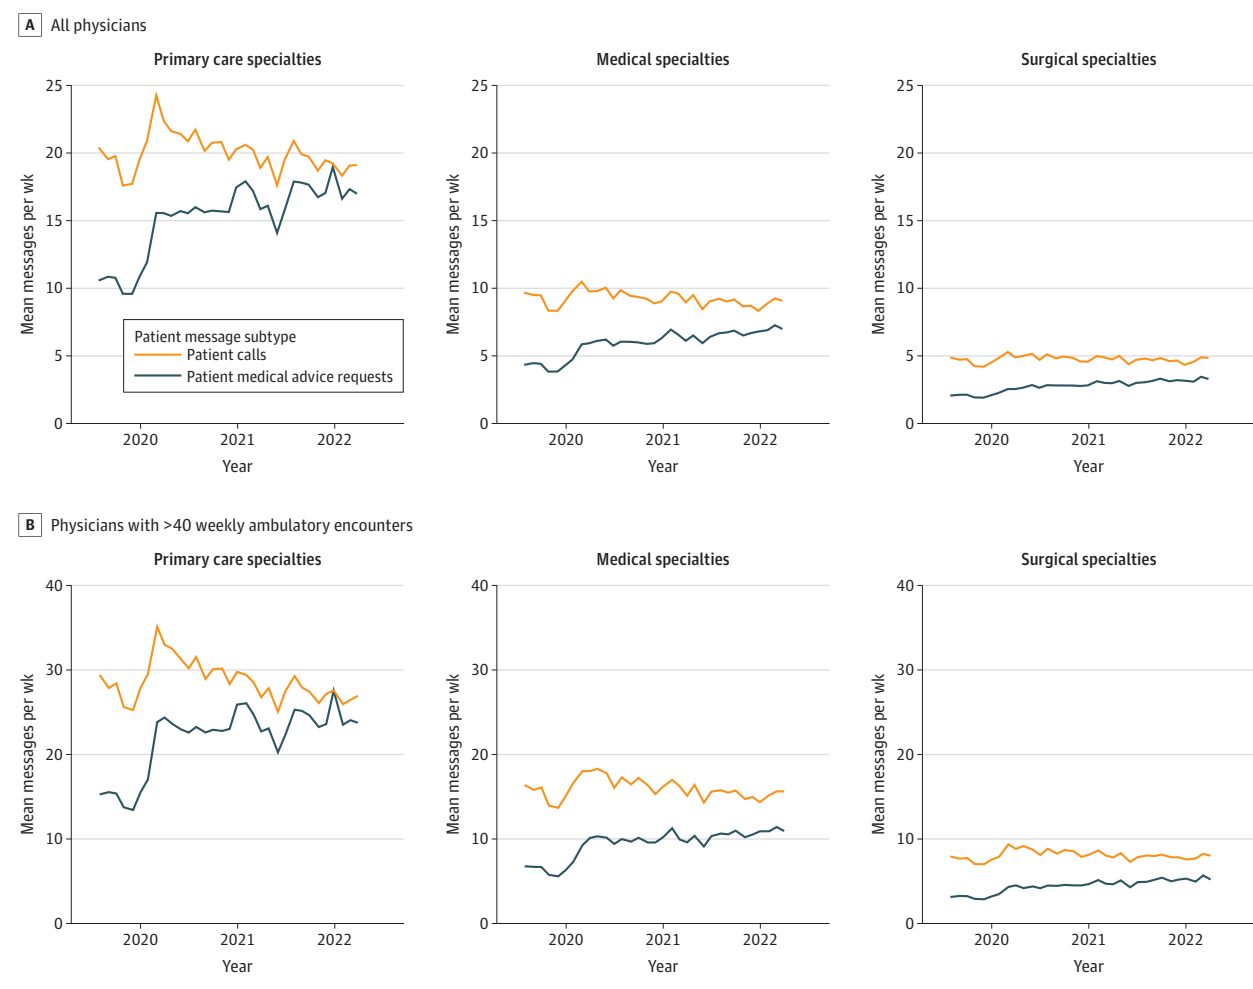 A All physicians
Primary care specialties
Medical specialties
Surgical specialties
Mean messages per wk
25
20
15
10
5
0
Patient message subtype
Patient calls
Patient medical advice requests
2020 2021 2022
Year
Mean messages per wk
25
20
15
10
5
0
2020 2021 2022
Year
Mean messages per wk
25
20
15
10
5
0
2020 2021 2022
Year
B Physicians with >40 weekly ambulatory encounters
Primary care specialties
Medical specialties
Surgical specialties
Mean messages per wk
40
30
20
10
0
2020 2021 2022
Year
Mean messages per wk
40
30
20
10
0
2020 2021 2022
Year
Mean messages per wk
40
30
20
10
0
2020 2021 2022
Year